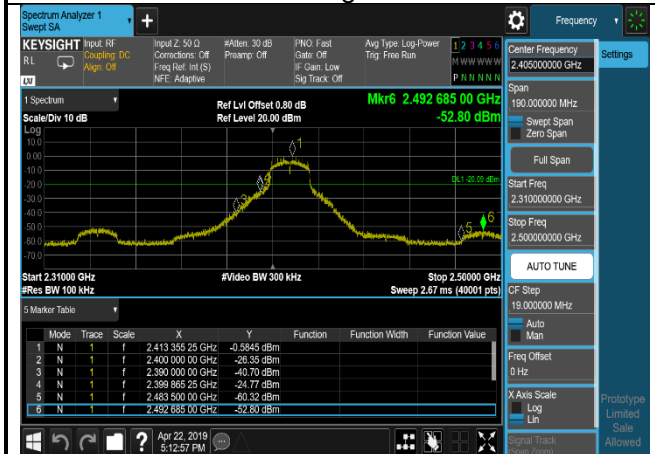 Spectrum Analyzer 1
Swept SA
+
Frequency
KEYSIGHT
RL
LXI
Input: RF
Coupling: DC
Align: Off
Input Z: 50 Ω
Corrections: Off
Freq Ref: Int (S)
NFE: Adaptive
#Atten: 30 dB
Preamp: Off
PNO: Fast
Gate: Off
IF Gain: Low
Sig Track: Off
Avg Type: Log-Power
Trig: Free Run
1 2 3 4 5 6
M W W W W W
P N N N N N
1 Spectrum
Scale/Div 10 dB
Ref Lvl Offset 0.80 dB
Ref Level 20.00 dBm
Mkr6 2.492 685 00 GHz
-52.80 dBm
Log
10.0
0.00
-10.0
-20.0
-30.0
-40.0
-50.0
-60.0
-70.0
1
3
5
6
DL1 -20.09 dBm
Start 2.31000 GHz
#Video BW 300 kHz
Stop 2.50000 GHz
#Res BW 100 kHz
Sweep 2.67 ms (40001 pts)
5 Marker Table
Mode Trace Scale X Y Function Function Width Function Value
1 N 1 f 2.413 355 25 GHz -0.5845 dBm
2 N 1 f 2.400 000 00 GHz -26.35 dBm
3 N 1 f 2.390 000 00 GHz -40.70 dBm
4 N 1 f 2.399 865 25 GHz -24.77 dBm
5 N 1 f 2.483 500 00 GHz -60.32 dBm
6 N 1 f 2.492 685 00 GHz -52.80 dBm
?
Apr 22, 2019
5:12:57 PM
Center Frequency
2.405000000 GHz
Settings
Span
190.000000 MHz
Swept Span
Zero Span
Full Span
Start Freq
2.310000000 GHz
Stop Freq
2.500000000 GHz
AUTO TUNE
CF Step
19.000000 MHz
Auto
Man
Freq Offset
0 Hz
X Axis Scale
Log
Lin
Signal Track
(Span Zoom)
Prototype
Limited
Sale
Allowed